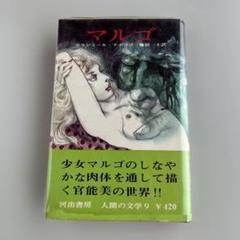 マルゴ
少女マルゴのしなや
かな肉体を通して描
く官能美の世界!!
河出書房 人間の文学9 ¥420